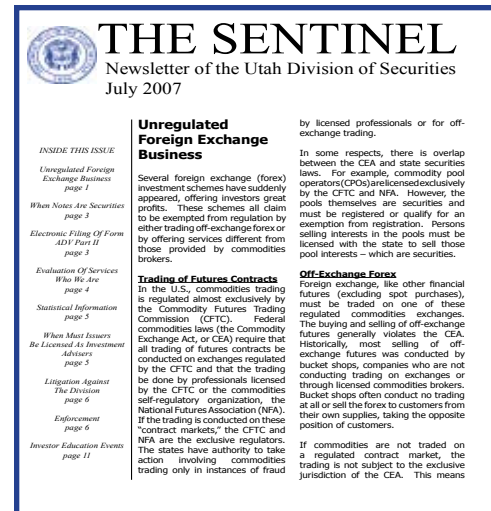 THE SENTINEL
Newsletter of the Utah Division of Securities
July 2007
INSIDE THIS ISSUE
Unregulated Foreign
Exchange Business
page 1
When Notes Are Securities
page 3
Electronic Filing Of Form
ADV Part II
page 3
Evaluation Of Services
Who We Are
page 4
Statistical Information
page 5
When Must Issuers
Be Licensed As Investment
Advisers
page 5
Litigation Against
The Division
page 6
Enforcement
page 6
Investor Education Events
page 11
Unregulated
Foreign Exchange
Business
Several foreign exchange (forex)
investment schemes have suddenly
appeared, offering investors great
profits. These schemes all claim
to be exempted from regulation by
either trading off-exchange forex or
by offering services different from
those provided by commodities
brokers.
Trading of Futures Contracts
In the U.S., commodities trading
is regulated almost exclusively by
the Commodity Futures Trading
Commission (CFTC). Federal
commodities laws (the Commodity
Exchange Act, or CEA) require that
all trading of futures contracts be
conducted on exchanges regulated
by the CFTC and that the trading
be done by professionals licensed
by the CFTC or the commodities
self-regulatory organization, the
National Futures Association (NFA).
If the trading is conducted on these
“contract markets,” the CFTC and
NFA are the exclusive regulators.
The states have authority to take
action involving commodities
trading only in instances of fraud
by licensed professionals or for off-
exchange trading.
In some respects, there is overlap
between the CEA and state securities
laws. For example, commodity pool
operators (CPOs) are licensed exclusively
by the CFTC and NFA. However, the
pools themselves are securities and
must be registered or qualify for an
exemption from registration. Persons
selling interests in the pools must be
licensed with the state to sell those
pool interests – which are securities.
Off-Exchange Forex
Foreign exchange, like other financial
futures (excluding spot purchases),
must be traded on one of these
regulated commodities exchanges.
The buying and selling of off-exchange
futures generally violates the CEA.
Historically, most selling of off-
exchange futures was conducted by
bucket shops, companies who are not
conducting trading on exchanges or
through licensed commodities brokers.
Bucket shops often conduct no trading
at all or sell the forex to customers from
their own supplies, taking the opposite
position of customers.
If commodities are not traded on
a regulated contract market, the
trading is not subject to the exclusive
jurisdiction of the CEA. This means